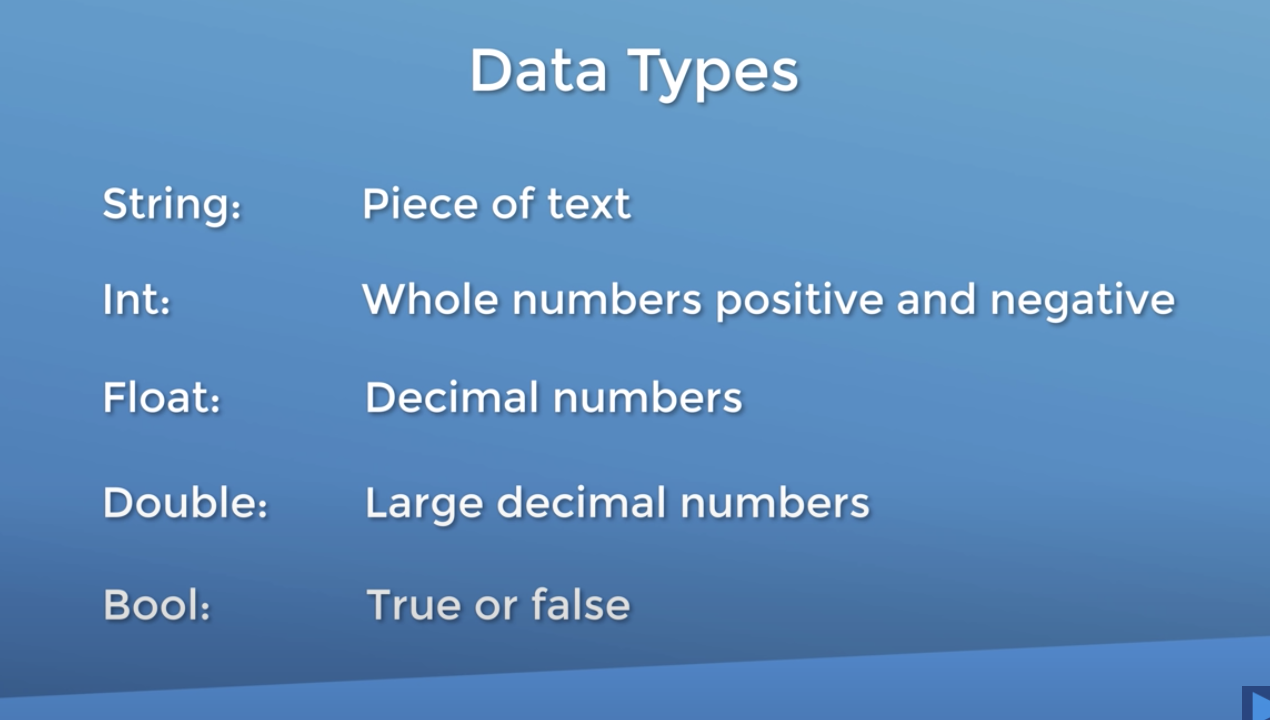 Data Types
String: Piece of text
Int: Whole numbers positive and negative
Float: Decimal numbers
Double: Large decimal numbers
Bool: True or false